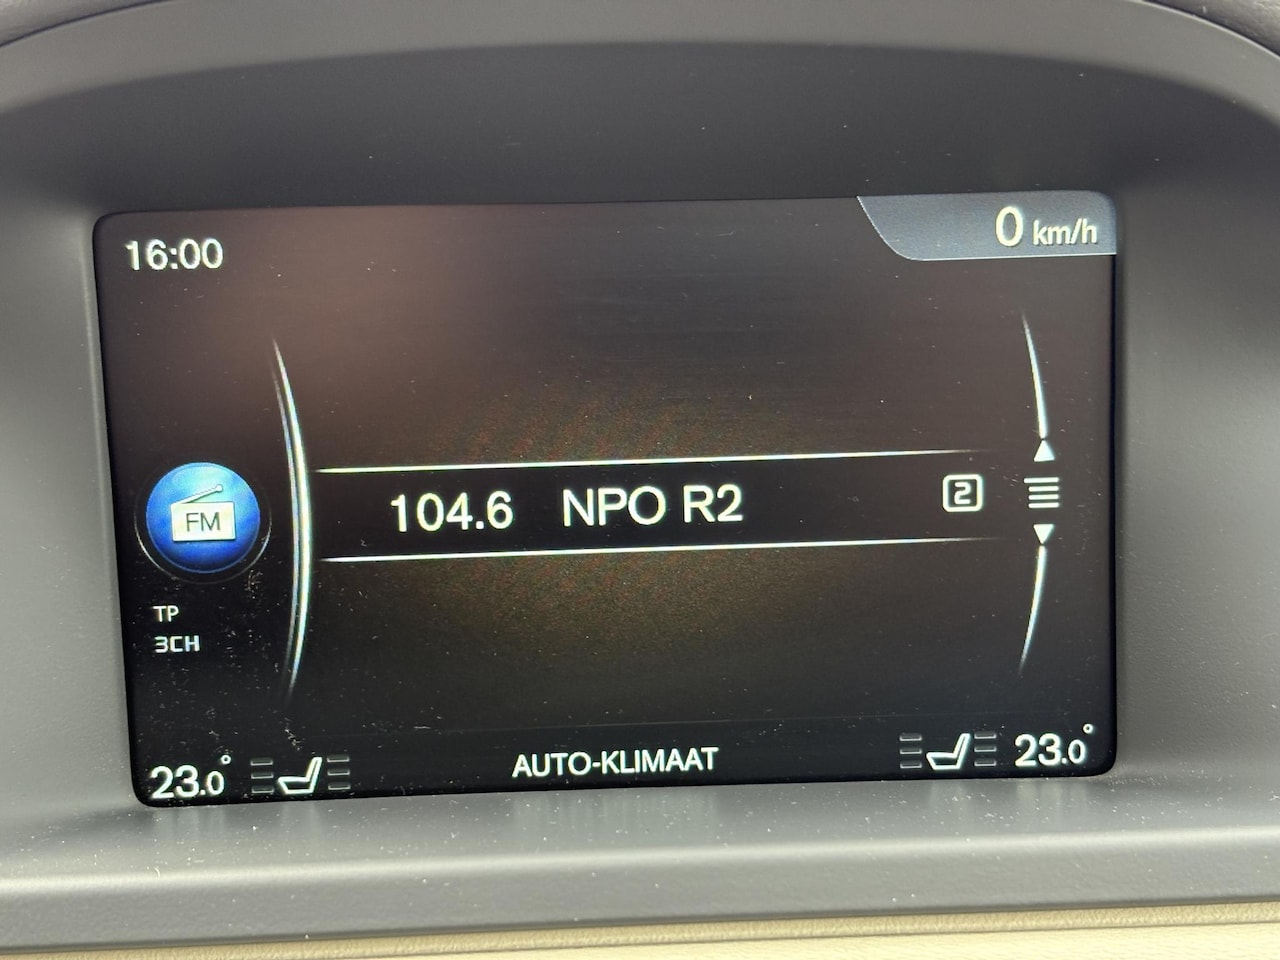 16:00
0 km/h
FM
104.6 NPO R2 2
TP
3CH
23.0° AUTO-KLIMAAT 23.0°